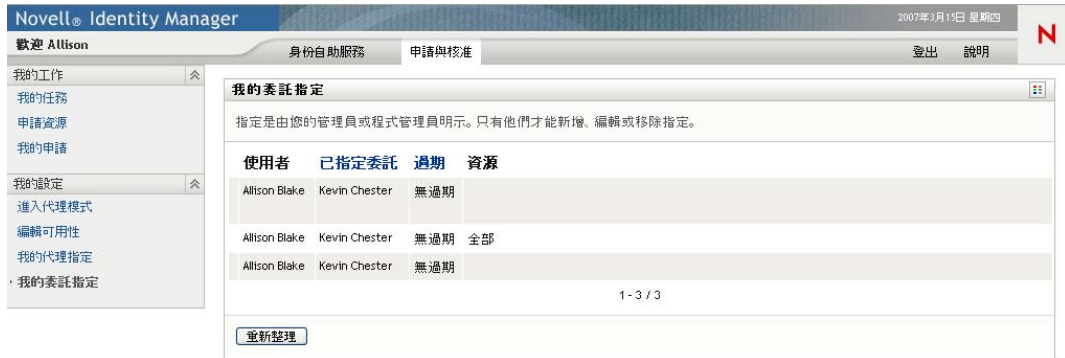 Novell® Identity Manager
2007年3月15日 星期四
N
歡迎 Allison
身份自助服務 申請與核准 登出 說明
我的工作
我的任務
申請資源
我的申請
我的設定
進入代理模式
編輯可用性
我的代理指定
我的委託指定
我的委託指定
指定是由您的管理員或程式管理員明示。只有他們才能新增、編輯或移除指定。
使用者 已指定委託 過期 資源
Allison Blake Kevin Chester 無過期
Allison Blake Kevin Chester 無過期 全部
Allison Blake Kevin Chester 無過期
1 - 3 / 3
重新整理